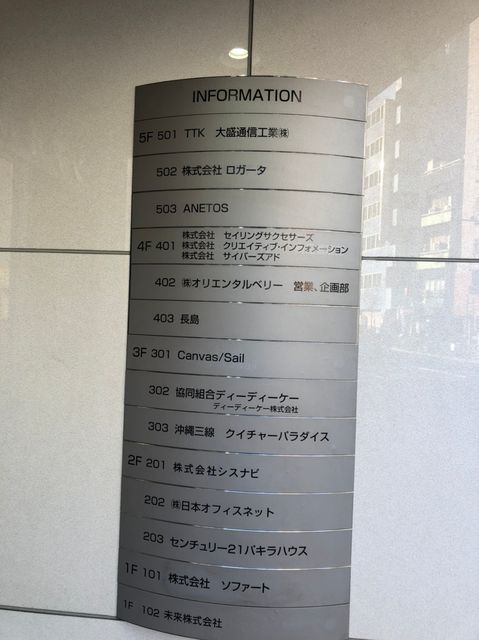 INFORMATION
5F 501 TTK 大盛通信工業㈱
502 株式会社 ロガータ
503 ANETOS
4F 401 株式会社 セイリングサクセサーズ
株式会社 クリエイティブ・インフォメーション
株式会社 サイバーズアド
402 ㈱オリエンタルベリー 営業、企画部
403 長島
3F 301 Canvas/Sail
302 協同組合ディーディーケー
ディーディーケー株式会社
303 沖縄三線 クイチャーパラダイス
2F 201 株式会社シスナビ
202 ㈱日本オフィスネット
203 センチュリー21パキラハウス
1F 101 株式会社 ソファート
1F 102 未来株式会社